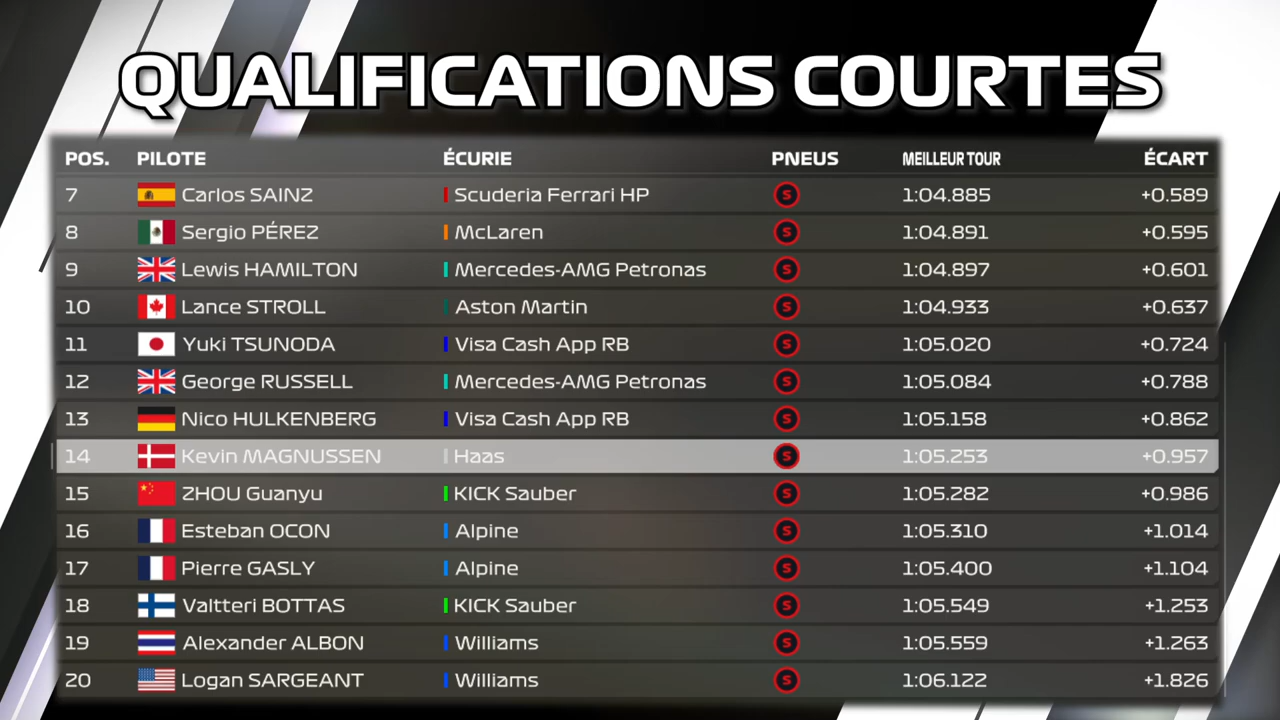 QUALIFICATIONS COURTES
POS. PILOTE ÉCURIE PNEUS MEILLEUR TOUR ÉCART
7 Carlos SAINZ Scuderia Ferrari HP S 1:04.885 +0.589
8 Sergio PÉREZ McLaren S 1:04.891 +0.595
9 Lewis HAMILTON Mercedes-AMG Petronas S 1:04.897 +0.601
10 Lance STROLL Aston Martin S 1:04.933 +0.637
11 Yuki TSUNODA Visa Cash App RB S 1:05.020 +0.724
12 George RUSSELL Mercedes-AMG Petronas S 1:05.084 +0.788
13 Nico HULKENBERG Visa Cash App RB S 1:05.158 +0.862
14 Kevin MAGNUSSEN Haas S 1:05.253 +0.957
15 ZHOU Guanyu KICK Sauber S 1:05.282 +0.986
16 Esteban OCON Alpine S 1:05.310 +1.014
17 Pierre GASLY Alpine S 1:05.400 +1.104
18 Valtteri BOTTAS KICK Sauber S 1:05.549 +1.253
19 Alexander ALBON Williams S 1:05.559 +1.263
20 Logan SARGEANT Williams S 1:06.122 +1.826